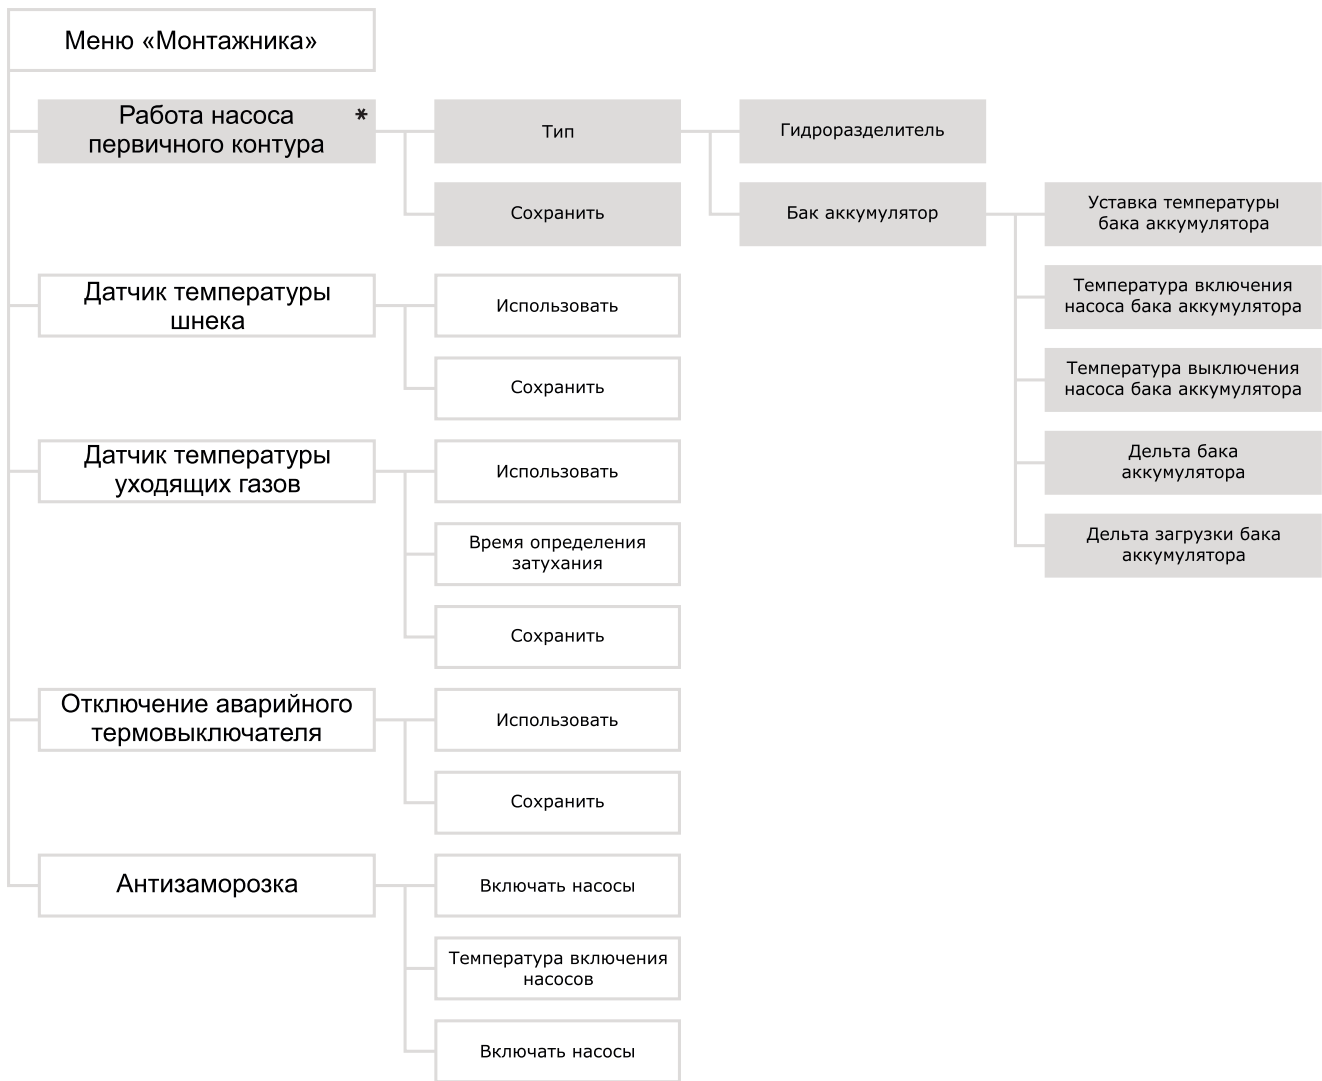 Меню «Монтажника»
Работа насоса *
первичного контура
Тип
Гидроразделитель
Сохранить
Бак аккумулятор
Уставка температуры
бака аккумулятора
Температура включения
насоса бака аккумулятора
Температура выключения
насоса бака аккумулятора
Дельта бака
аккумулятора
Дельта загрузки бака
аккумулятора
Датчик температуры
шнека
Использовать
Сохранить
Датчик температуры
уходящих газов
Использовать
Время определения
затухания
Сохранить
Отключение аварийного
термовыключателя
Использовать
Сохранить
Антизаморозка
Включать насосы
Температура включения
насосов
Включать насосы